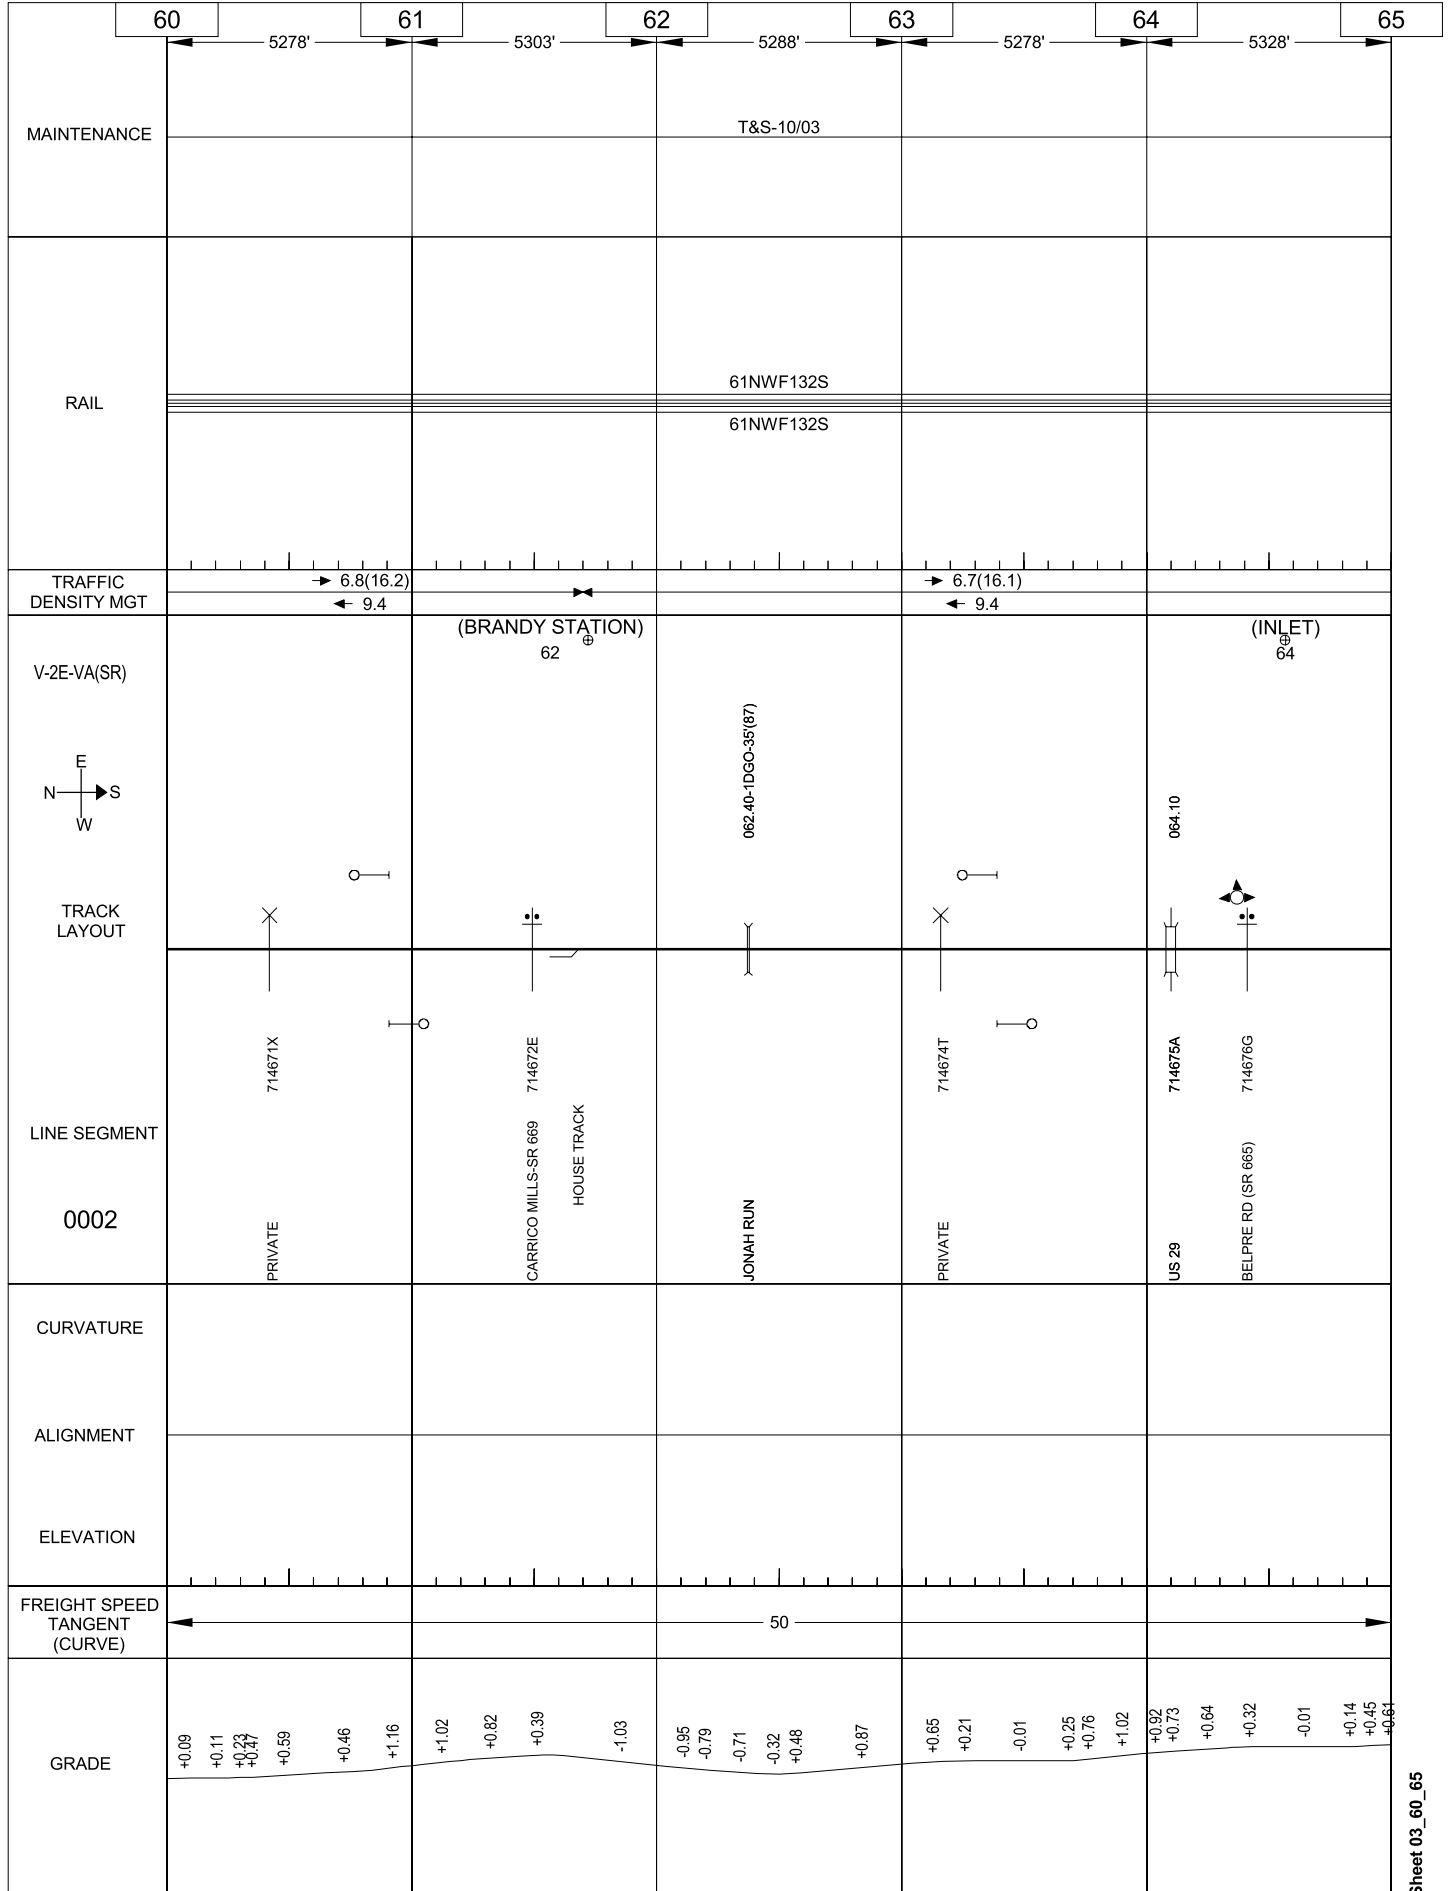 60 61 62 63 64 65
5278' 5303' 5288' 5278' 5328'
MAINTENANCE
T&S-10/03
RAIL
61NWF132S
61NWF132S
TRAFFIC
DENSITY MGT
6.8(16.2) 6.7(16.1)
9.4 9.4
(BRANDY STATION) (INLET)
62 64
V-2E-VA(SR)
E
N S
W
062.40-1DGO-35'(87)
064.10
TRACK
LAYOUT
714671X
714672E
714674T
714675A
714676G
LINE SEGMENT
0002
PRIVATE
CARRICO MILLS-SR 669
HOUSE TRACK
JONAH RUN
PRIVATE
US 29
BELPRE RD (SR 665)
CURVATURE
ALIGNMENT
ELEVATION
FREIGHT SPEED
TANGENT
(CURVE)
50
GRADE
+0.09
+0.11
+0.23
+0.47
+0.59
+0.46
+1.16
+1.02
+0.82
+0.39
-1.03
-0.95
-0.79
-0.71
-0.32
+0.48
+0.87
+0.65
+0.21
-0.01
+0.25
+0.76
+1.02
+0.92
+0.73
+0.64
+0.32
-0.01
+0.14
+0.45
+0.61
Sheet 03_60_65